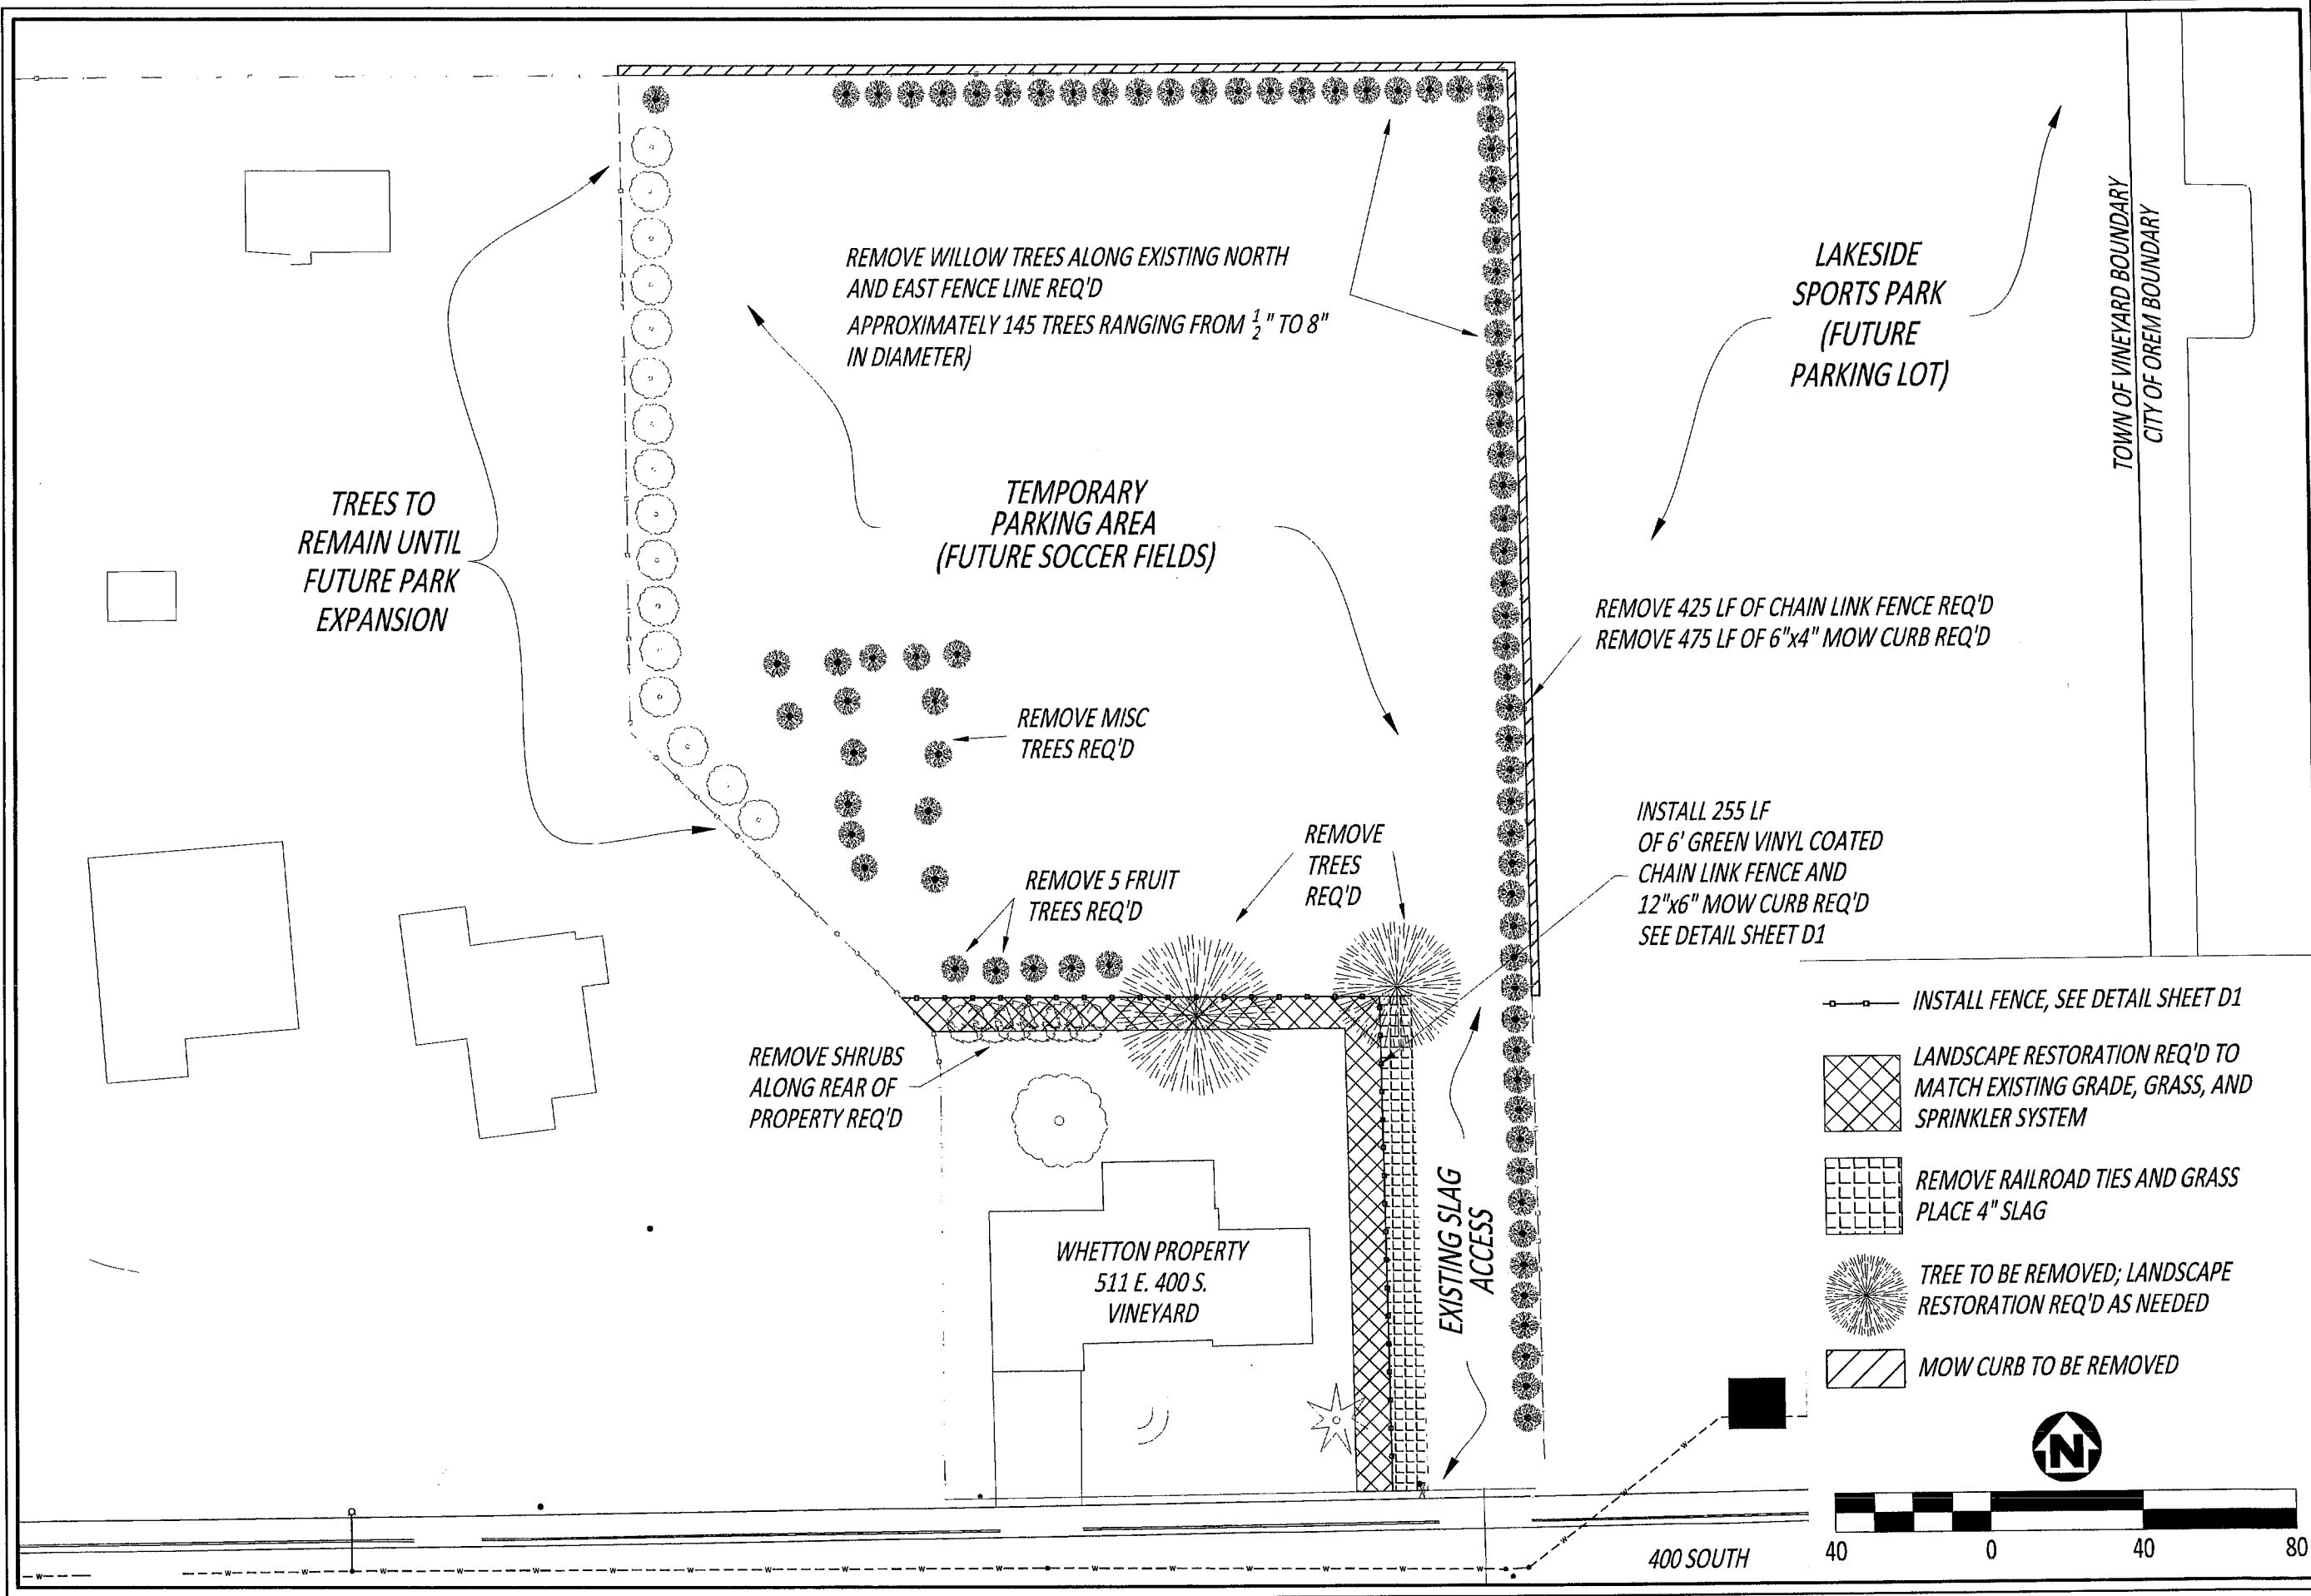 REMOVE WILLOW TREES ALONG EXISTING NORTH
AND EAST FENCE LINE REQ'D
APPROXIMATELY 145 TREES RANGING FROM 1/2" TO 8"
IN DIAMETER)
LAKESIDE
SPORTS PARK
(FUTURE
PARKING LOT)
TOWN OF VINEYARD BOUNDARY
CITY OF OREM BOUNDARY
TREES TO
REMAIN UNTIL
FUTURE PARK
EXPANSION
TEMPORARY
PARKING AREA
(FUTURE SOCCER FIELDS)
REMOVE 425 LF OF CHAIN LINK FENCE REQ'D
REMOVE 475 LF OF 6"x4" MOW CURB REQ'D
REMOVE MISC
TREES REQ'D
REMOVE
TREES
REQ'D
INSTALL 255 LF
OF 6' GREEN VINYL COATED
CHAIN LINK FENCE AND
12"x6" MOW CURB REQ'D
SEE DETAIL SHEET D1
REMOVE 5 FRUIT
TREES REQ'D
REMOVE SHRUBS
ALONG REAR OF
PROPERTY REQ'D
WHETTON PROPERTY
511 E. 400 S.
VINEYARD
EXISTING SLAG
ACCESS
INSTALL FENCE, SEE DETAIL SHEET D1
LANDSCAPE RESTORATION REQ'D TO
MATCH EXISTING GRADE, GRASS, AND
SPRINKLER SYSTEM
REMOVE RAILROAD TIES AND GRASS
PLACE 4" SLAG
TREE TO BE REMOVED; LANDSCAPE
RESTORATION REQ'D AS NEEDED
MOW CURB TO BE REMOVED
N
40 0 40 80
400 SOUTH
W W W W W W W W W W W W W W W W W W